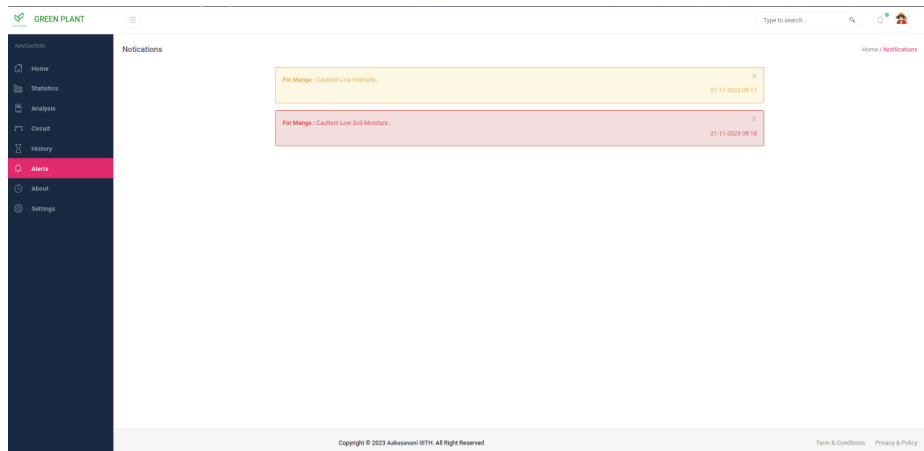 GREEN PLANT
Type to search...
NAVIGATION
Home
Statistics
Analysis
Circuit
History
Alerts
About
Settings
Notications
Home / Notifications
For Mango : Caution! Low Intensity.
×
21-11-2023 09:17
For Mango : Caution! Low Soil Moisture..
×
21-11-2023 09:18
Copyright © 2023 Aakasavani IIITH. All Right Reserved
Term & Conditions Privacy & Policy